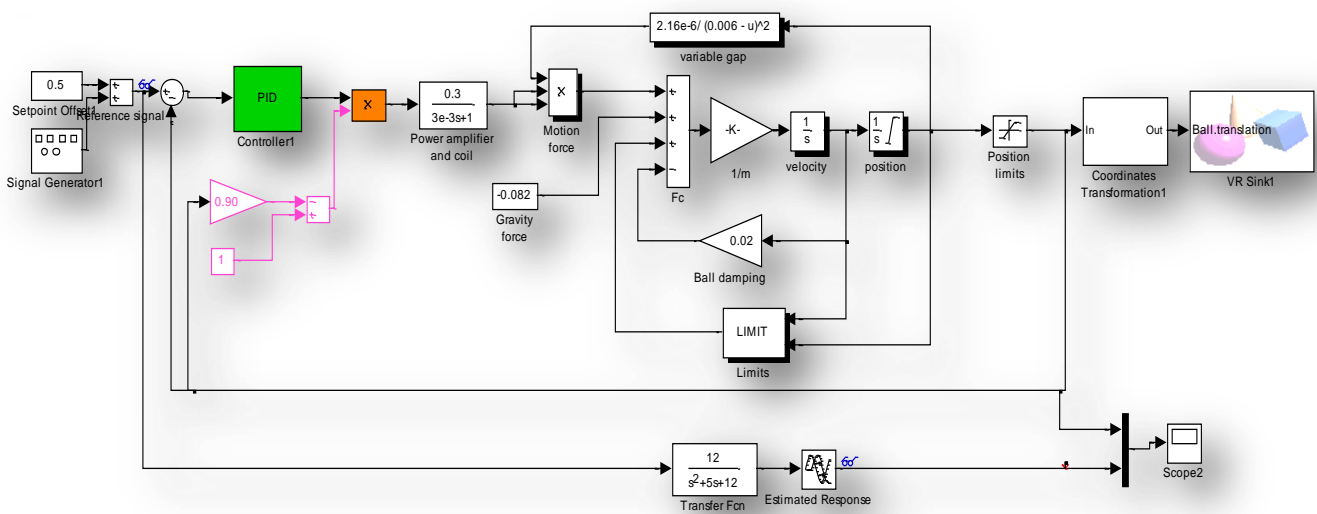 2.16e-6/ (0.006 - u)^2
variable gap
0.5
Setpoint Offset1
Reference signal
Signal Generator1
PID
Controller1
x
0.3
3e-3s+1
Power amplifier
and coil
x
Motion
force
-0.082
Gravity
force
Fc
-K-
1/m
1
s
velocity
1
s
position
Position
limits
In
Out
Coordinates
Transformation1
Ball.translation
VR Sink1
0.90
1
0.02
Ball damping
LIMIT
Limits
12
s2+5s+12
Transfer Fcn
Estimated Response
Scope2